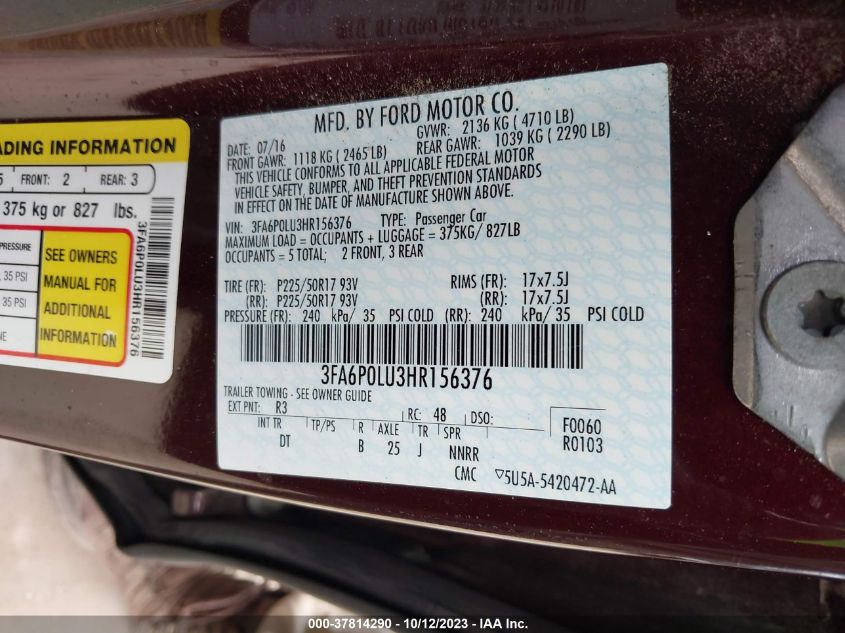 ADING INFORMATION
5 FRONT: 2 REAR: 3
375 kg or 827 lbs.
PRESSURE
35 PSI
35 PSI
NE
SEE OWNERS
MANUAL FOR
ADDITIONAL
INFORMATION
3FA6P0LU3HR156376
MFD. BY FORD MOTOR CO.
DATE: 07/16 GVWR: 2136 KG ( 4710 LB)
FRONT GAWR: 1118 KG ( 2465 LB) REAR GAWR: 1039 KG ( 2290 LB)
THIS VEHICLE CONFORMS TO ALL APPLICABLE FEDERAL MOTOR
VEHICLE SAFETY, BUMPER, AND THEFT PREVENTION STANDARDS
IN EFFECT ON THE DATE OF MANUFACTURE SHOWN ABOVE.
VIN: 3FA6P0LU3HR156376 TYPE: Passenger Car
MAXIMUM LOAD = OCCUPANTS + LUGGAGE = 375KG/ 827LB
OCCUPANTS = 5 TOTAL: 2 FRONT, 3 REAR
TIRE (FR): P225/50R17 93V RIMS (FR): 17x7.5J
(RR): P225/50R17 93V (RR): 17x7.5J
PRESSURE (FR): 240 kPa/ 35 PSI COLD (RR): 240 kPa/ 35 PSI COLD
3FA6P0LU3HR156376
TRAILER TOWING - SEE OWNER GUIDE
EXT PNT: R3 RC: 48 DSO: F0060
INT TR TP/PS R AXLE TR SPR R0103
DT B 25 J NNRR
CMC ▽5U5A-5420472-AA
000-37814290 - 10/12/2023 - IAA Inc.